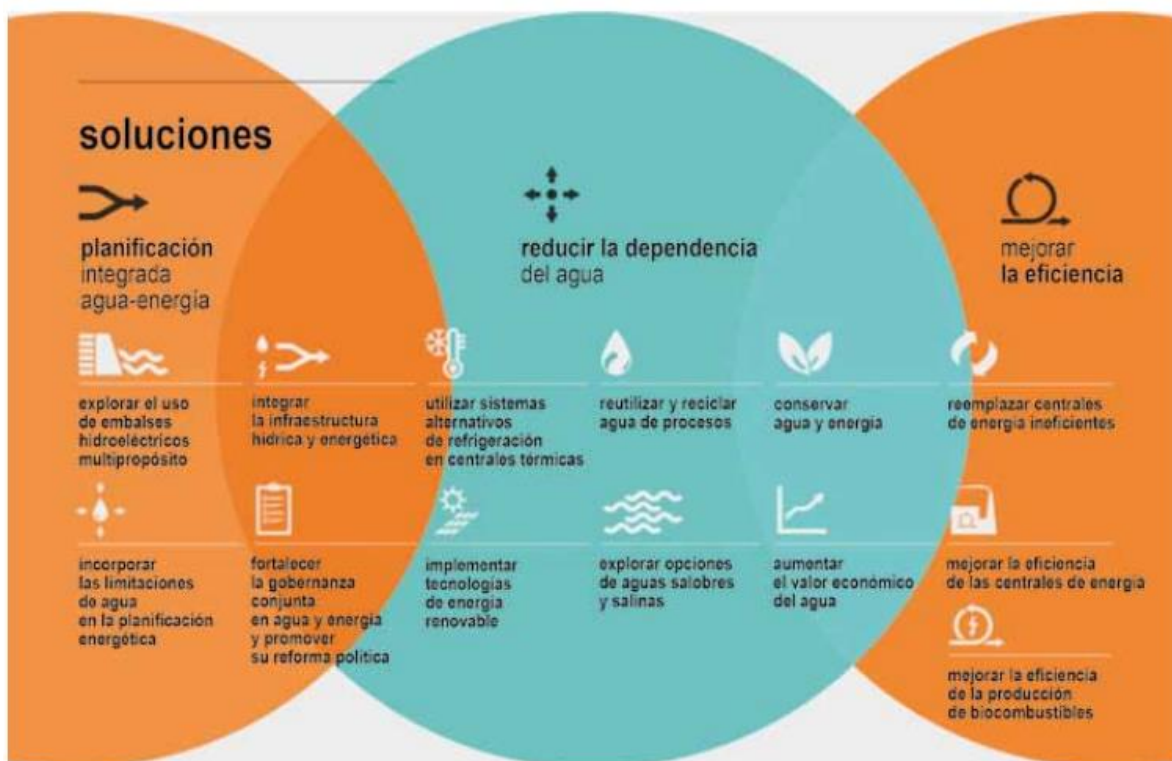 soluciones
planificación
integrada
agua-energía
reducir la dependencia
del agua
mejorar
la eficiencia
explorar el uso
de embalses
hidroeléctricos
multipropósito
integrar
la infraestructura
hídrica y energética
utilizar sistemas
alternativos
de refrigeración
en centrales térmicas
reutilizar y reciclar
agua de procesos
conservar
agua y energía
reemplazar centrales
de energía ineficientes
incorporar
las limitaciones
de agua
en la planificación
energética
fortalecer
la gobernanza
conjunta
en agua y energía
y promover
su reforma política
implementar
tecnologías
de energía
renovable
explorar opciones
de aguas salobres
y salinas
aumentar
el valor económico
del agua
mejorar la eficiencia
de las centrales de energía
mejorar la eficiencia
de la producción
de biocombustibles